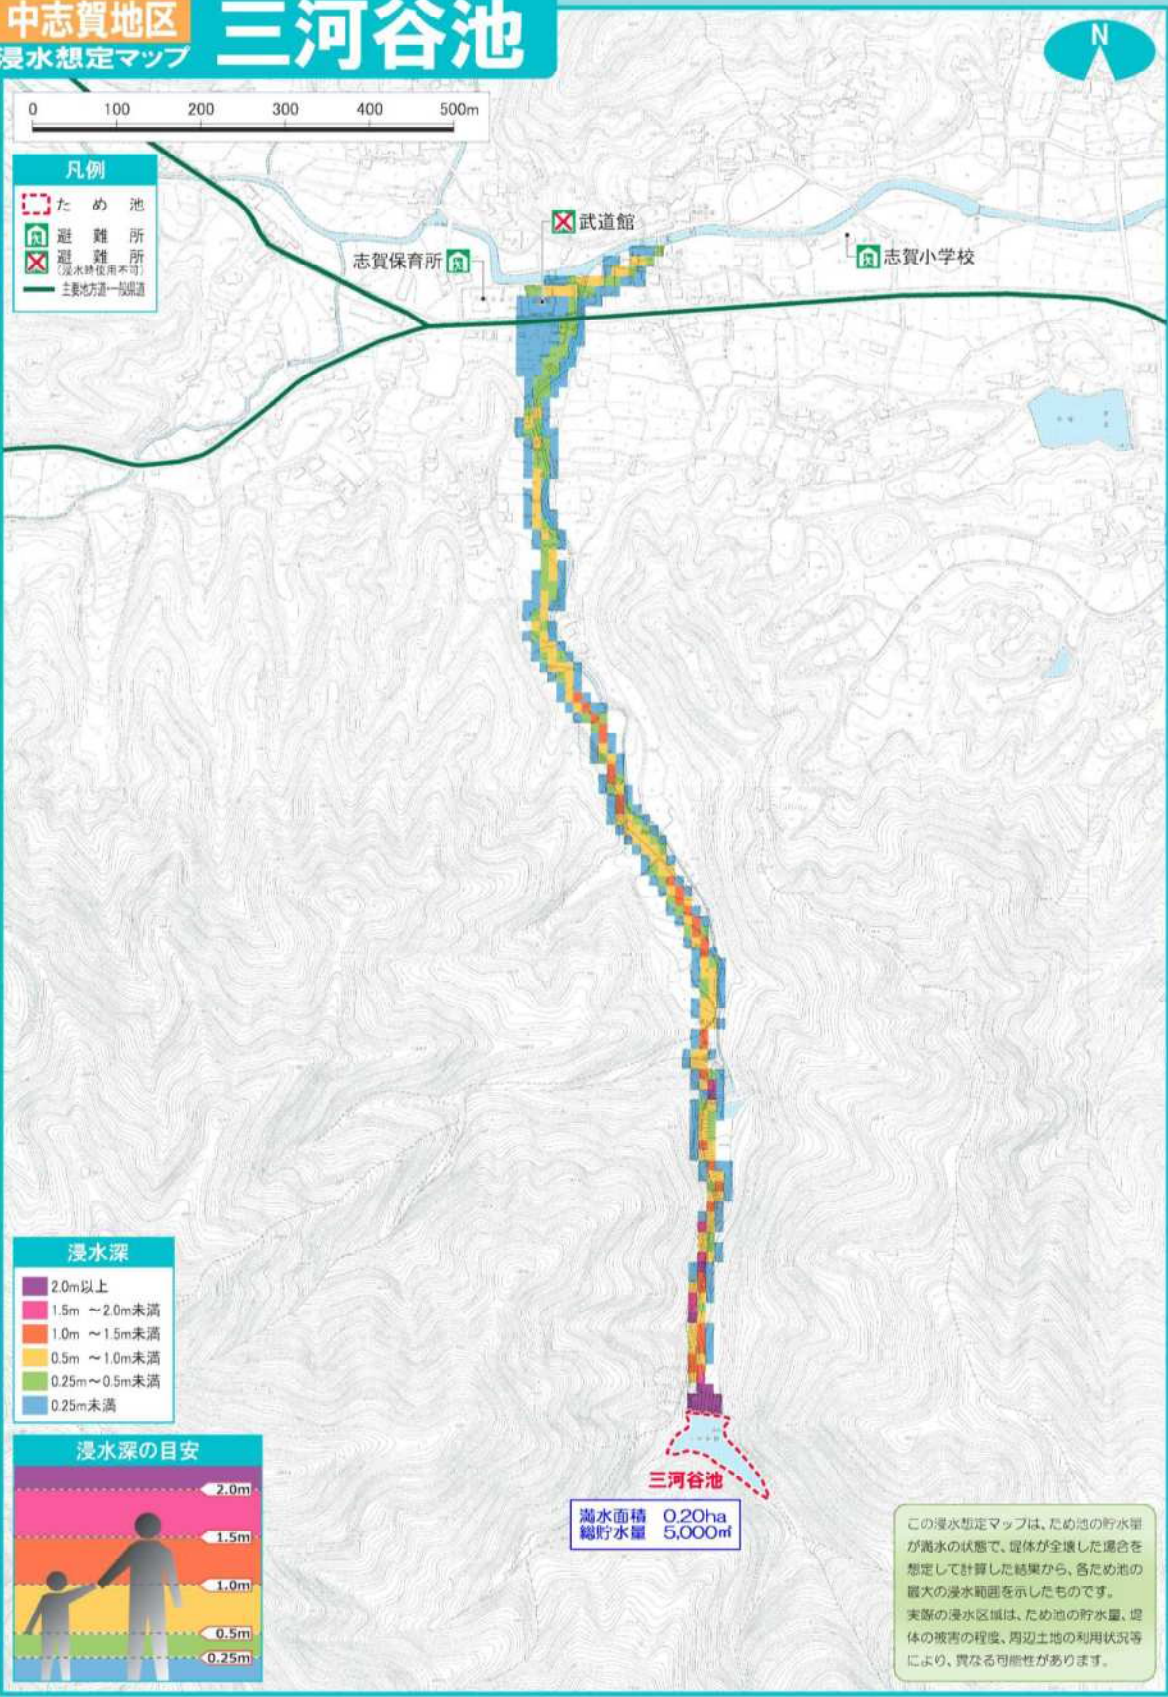 中志賀地区
浸水想定マップ
三河谷池
N
0 100 200 300 400 500m
凡例
ため池
避難所
避難所
(浸水時使用不可)
主要地方道・一般県道
武道館
志賀保育所
志賀小学校
浸水深
2.0m以上
1.5m ～2.0m未満
1.0m ～1.5m未満
0.5m ～1.0m未満
0.25m～0.5m未満
0.25m未満
浸水深の目安
2.0m
1.5m
1.0m
0.5m
0.25m
三河谷池
満水面積 0.20ha
総貯水量 5,000㎥
この浸水想定マップは、ため池の貯水量
が満水の状態で、堤体が全壊した場合を
想定して計算した結果から、各ため池の
最大の浸水範囲を示したものです。
実際の浸水区域は、ため池の貯水量、堤
体の被害の程度、周辺土地の利用状況等
により、異なる可能性があります。